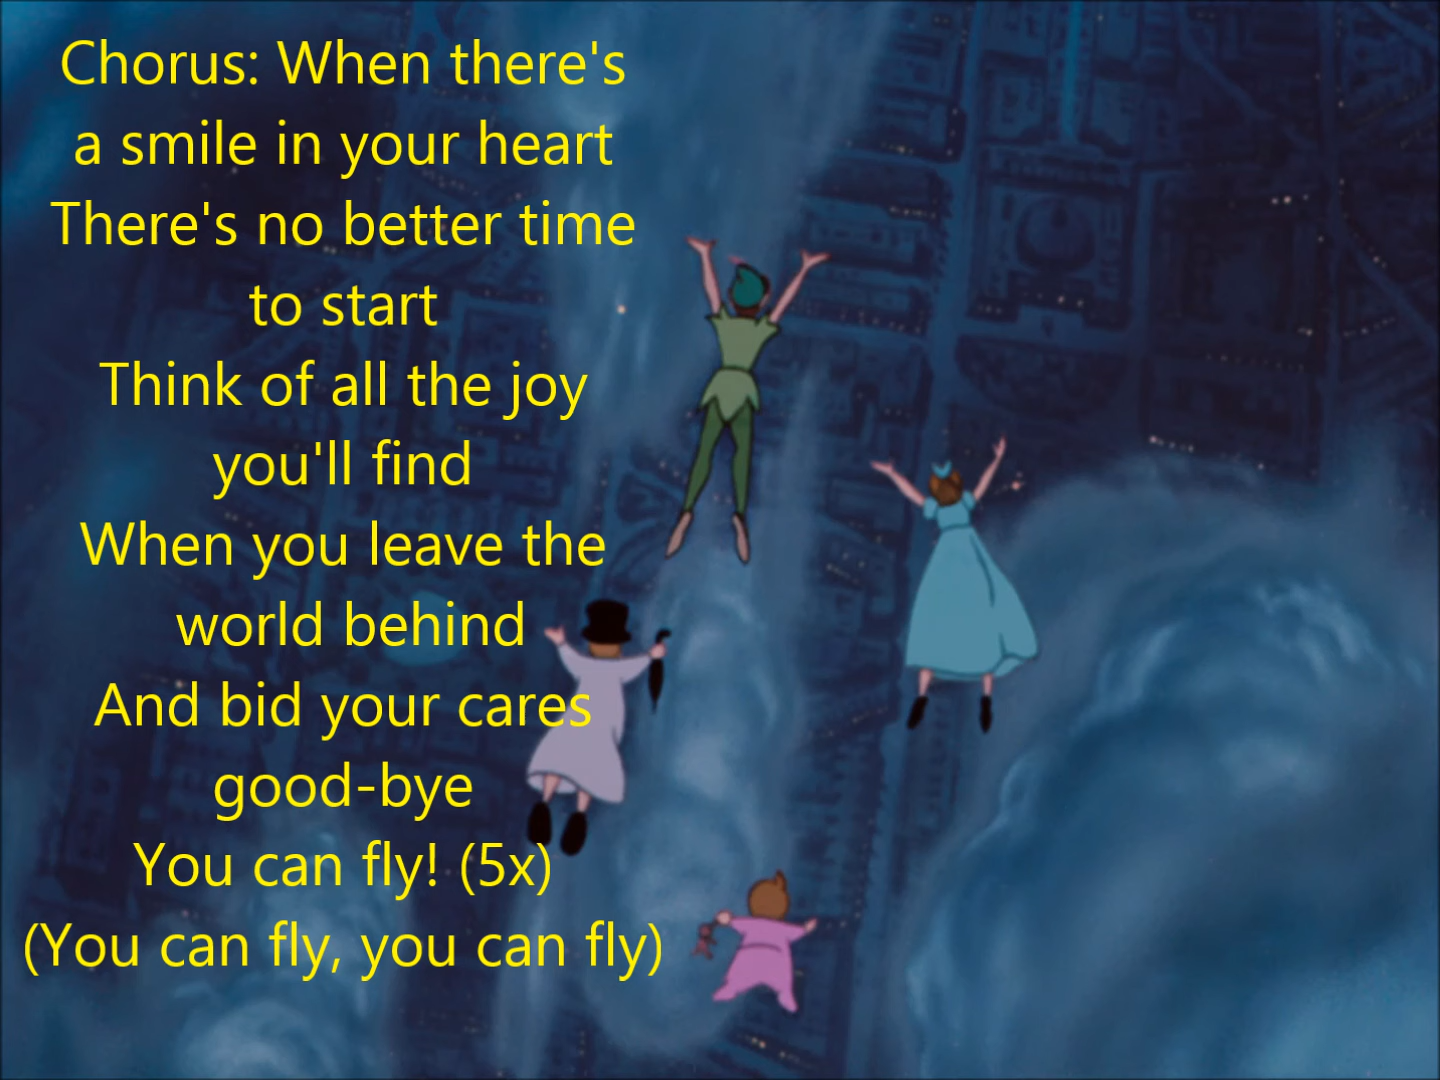 Chorus: When there's
a smile in your heart
There's no better time
to start
Think of all the joy
you'll find
When you leave the
world behind
And bid your cares
good-bye
You can fly! (5x)
(You can fly, you can fly)